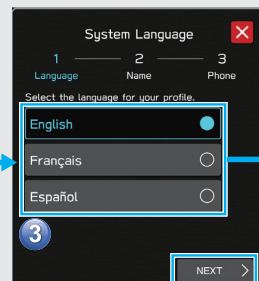 System Language
1 2 3
Language Name Phone
Select the language for your profile.
English
Français
Español
3
NEXT